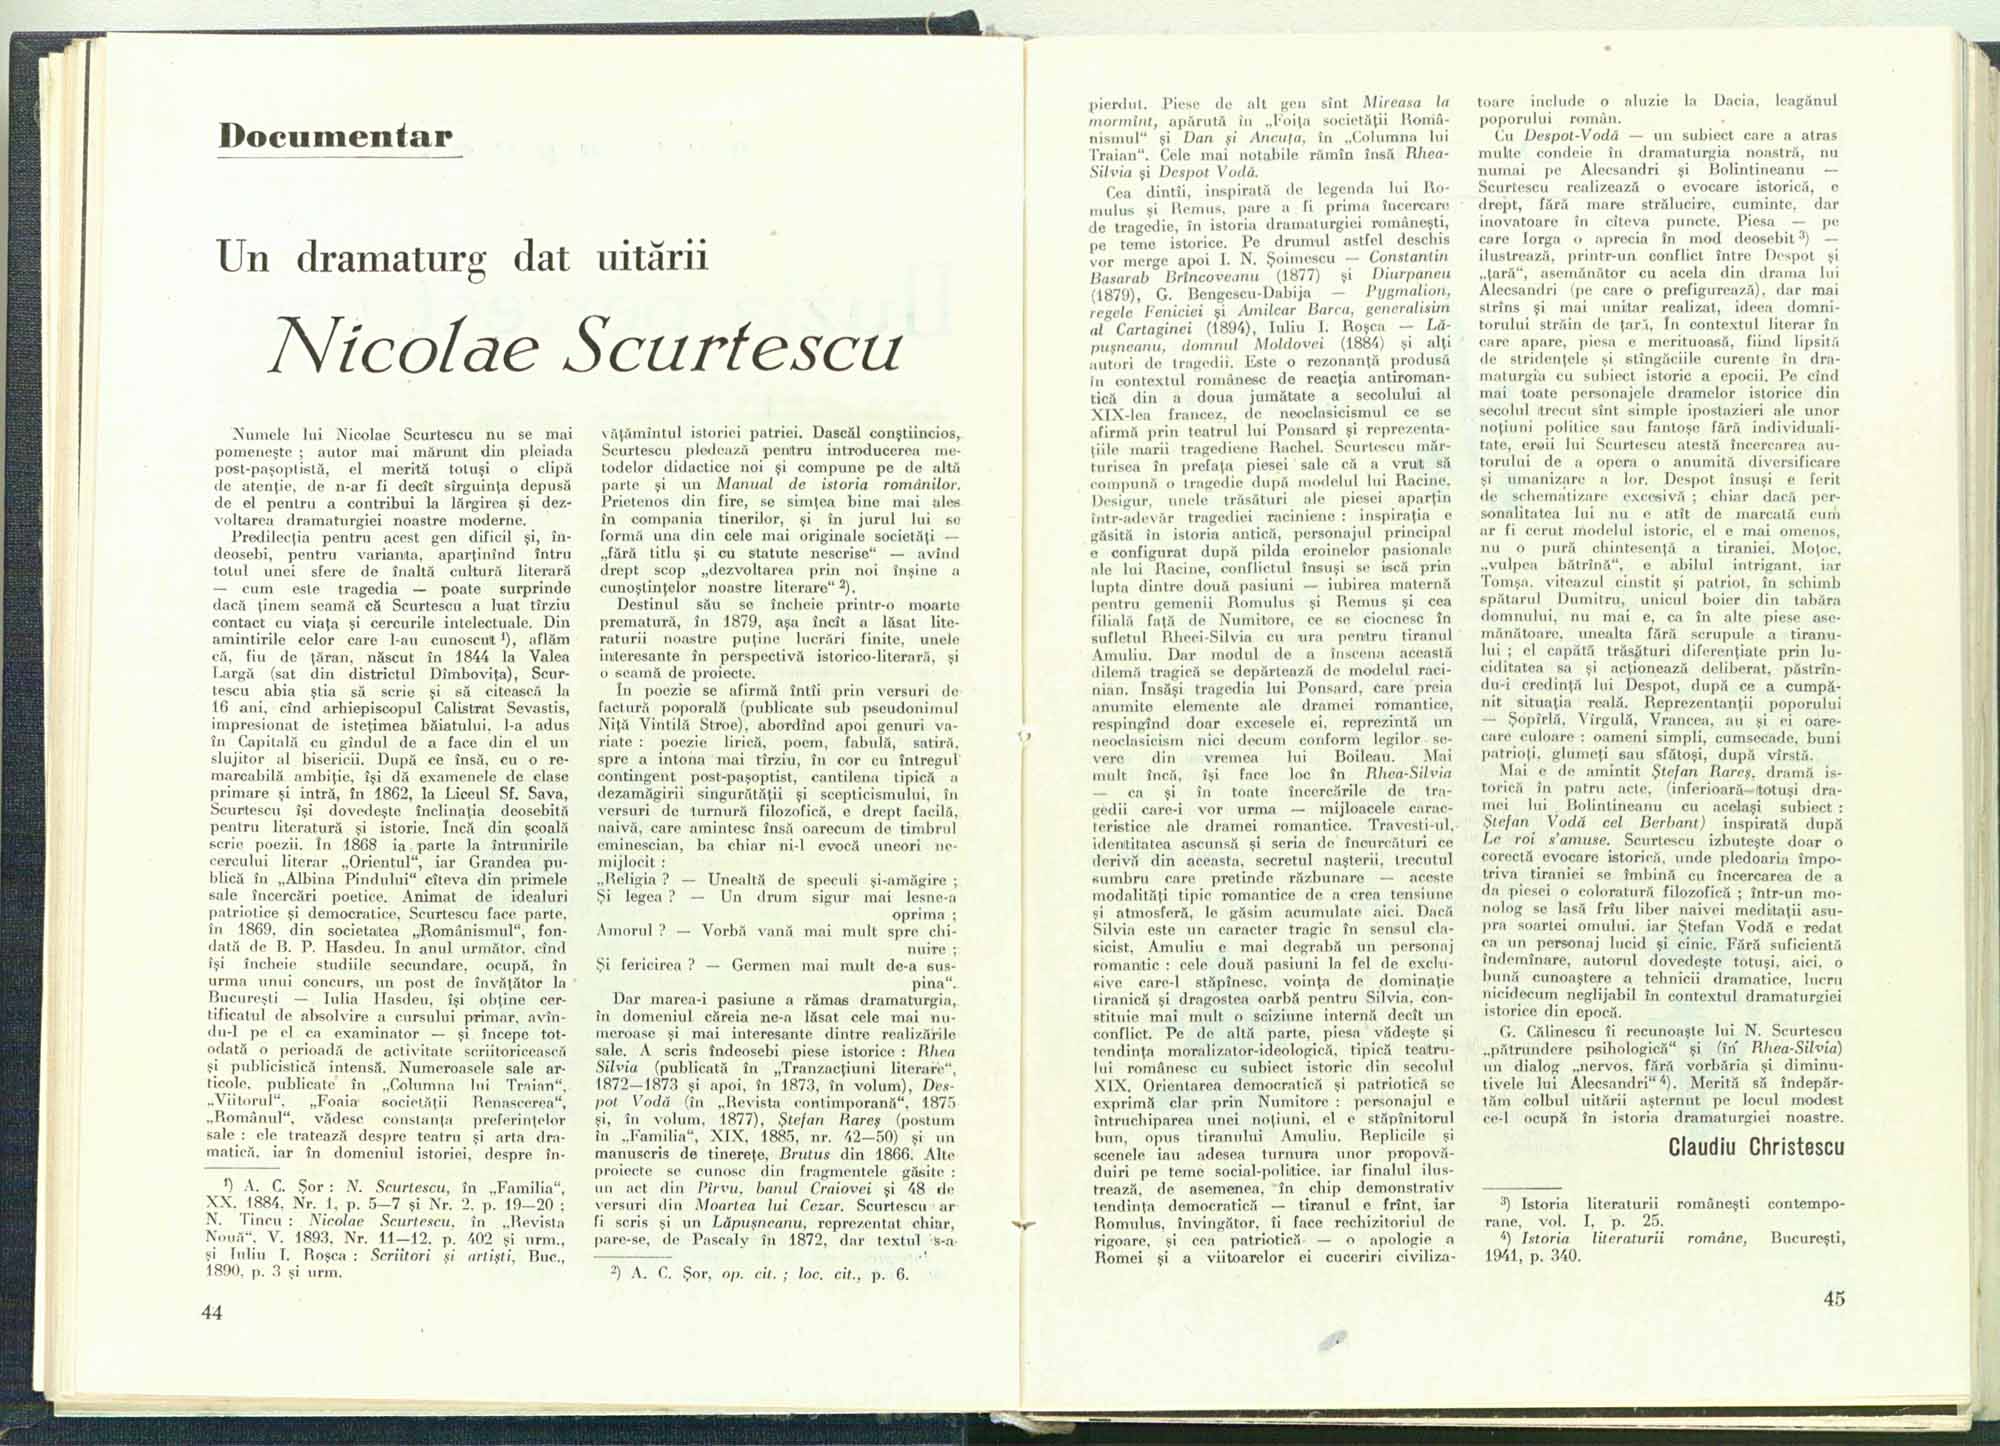 Documentar
Un dramaturg dat uitării
Nicolae Scurtescu
Numele lui Nicolae Scurtescu nu se mai
pomenește ; autor mai mărunt din pleiada
post-pașoptistă, el merită totuși o clipă
de atenție, de n-ar fi decît sîrguința depusă
de el pentru a contribui la lărgirea și dez-
voltarea dramaturgiei noastre moderne.
Predilecția pentru acest gen dificil și, în-
deosebi, pentru varianta, aparținînd întru
totul unei sfere de înaltă cultură literară
— cum este tragedia — poate surprinde
dacă ținem seamă că Scurtescu a luat tîrziu
contact cu viața și cercurile intelectuale. Din
amintirile celor care l-au cunoscut ¹), aflăm
că, fiu de țăran, născut în 1844 la Valea
Largă (sat din districtul Dîmbovița), Scur-
tescu abia știa să scrie și să citească la
16 ani, cînd arhiepiscopul Calistrat Sevastis,
impresionat de istețimea băiatului, l-a adus
în Capitală cu gîndul de a face din el un
slujitor al bisericii. După ce însă, cu o re-
marcabilă ambiție, își dă examenele de clase
primare și intră, în 1862, la Liceul Sf. Sava,
Scurtescu își dovedește înclinația deosebită
pentru literatură și istorie. Încă din școală
scrie poezii. În 1868 ia parte la întrunirile
cercului literar „Orientul“, iar Grandea pu-
blică în „Albina Pindului“ cîteva din primele
sale încercări poetice. Animat de idealuri
patriotice și democratice, Scurtescu face parte,
în 1869, din societatea „Românismul“, fon-
dată de B. P. Hasdeu. În anul următor, cînd
își încheie studiile secundare, ocupă, în
urma unui concurs, un post de învățător la
București — Iulia Hasdeu, își obține cer-
tificatul de absolvire a cursului primar, avîn-
du-l pe el ca examinator — și începe tot-
odată o perioadă de activitate scriitoricească
și publicistică intensă. Numeroasele sale ar-
ticole, publicate în „Columna lui Traian“,
„Viitorul“, „Foaia societății Renascerea“,
„Românul“, vădesc constanța preferințelor
sale : ele tratează despre teatru și arta dra-
matică, iar în domeniul istoriei, despre în-
¹) A. C. Șor : N. Scurtescu, în „Familia“,
XX. 1884, Nr. 1, p. 5—7 și Nr. 2, p. 19—20 ;
N. Tincu : Nicolae Scurtescu, în „Revista
Nouă“, V. 1893, Nr. 11—12, p. 402 și urm.,
și Iuliu I. Roșca : Scriitori și artiști, Buc.,
1890, p. 3 și urm.
44
vățămîntul istoriei patriei. Dascăl conștiincios,
Scurtescu pledează pentru introducerea me-
todelor didactice noi și compune pe de altă
parte și un Manual de istoria românilor.
Prietenos din fire, se simțea bine mai ales
în compania tinerilor, și în jurul lui se
formă una din cele mai originale societăți —
„fără titlu și cu statute nescrise“ — avînd
drept scop „dezvoltarea prin noi înșine a
cunoștințelor noastre literare“ ²).
Destinul său se încheie printr-o moarte
prematură, în 1879, așa încît a lăsat lite-
raturii noastre puține lucrări finite, unele
interesante în perspectivă istorico-literară, și
o seamă de proiecte.
În poezie se afirmă întîi prin versuri de
factură poporală (publicate sub pseudonimul
Niță Vintilă Stroe), abordînd apoi genuri va-
riate : poezie lirică, poem, fabulă, satiră,
spre a intona mai tîrziu, în cor cu întregul
contingent post-pașoptist, cantilena tipică a
dezamăgirii singurătății și scepticismului, în
versuri de turnură filozofică, e drept facilă,
naivă, care amintesc însă oarecum de timbrul
eminescian, ba chiar ni-l evocă uneori ne-
mijlocit :
„Religia ? — Unealtă de speculi și-amăgire ;
Și legea ? — Un drum sigur mai lesne-a
oprima ;
Amorul ? — Vorbă vană mai mult spre chi-
nuire ;
Și fericirea ? — Germen mai mult de-a sus-
pina“.
Dar marea-i pasiune a rămas dramaturgia,
în domeniul căreia ne-a lăsat cele mai nu-
meroase și mai interesante dintre realizările
sale. A scris îndeosebi piese istorice : Rhea
Silvia (publicată în „Tranzacțiuni literare“,
1872—1873 și apoi, în 1873, în volum), Des-
pot Vodă (în „Revista contimporană“, 1875
și, în volum, 1877), Ștefan Rareș (postum
în „Familia“, XIX, 1885, nr. 42—50) și un
manuscris de tinerețe, Brutus din 1866. Alte
proiecte se cunosc din fragmentele găsite :
un act din Pîrvu, banul Craiovei și 48 de
versuri din Moartea lui Cezar. Scurtescu ar
fi scris și un Lăpușneanu, reprezentat chiar,
pare-se, de Pascaly în 1872, dar textul s-a
²) A. C. Șor, op. cit. ; loc. cit., p. 6.
pierdut. Piese de alt gen sînt Mireasa la
mormînt, apărută în „Foița societății Româ-
nismul“ și Dan și Ancuța, în „Columna lui
Traian“. Cele mai notabile rămîn însă Rhea-
Silvia și Despot Vodă.
Cea dintîi, inspirată de legenda lui Ro-
mulus și Remus, pare a fi prima încercare
de tragedie, în istoria dramaturgiei românești,
pe teme istorice. Pe drumul astfel deschis
vor merge apoi I. N. Șoimescu — Constantin
Basarab Brîncoveanu (1877) și Diurpaneu
(1879), G. Bengescu-Dabija — Pygmalion,
regele Feniciei și Amilcar Barca, generalisim
al Cartaginei (1894), Iuliu I. Roșca — Lă-
pușneanu, domnul Moldovei (1884) și alți
autori de tragedii. Este o rezonanță produsă
în contextul românesc de reacția antiroman-
tică din a doua jumătate a secolului al
XIX-lea francez, de neoclasicismul ce se
afirmă prin teatrul lui Ponsard și reprezenta-
țiile marii tragediene Rachel. Scurtescu măr-
turisea în prefața piesei sale că a vrut să
compună o tragedie după modelul lui Racine.
Desigur, unele trăsături ale piesei aparțin
într-adevăr tragediei raciniene : inspirația e
găsită în istoria antică, personajul principal
e configurat după pilda eroinelor pasionale
ale lui Racine, conflictul însuși se iscă prin
lupta dintre două pasiuni — iubirea maternă
pentru gemenii Romulus și Remus și cea
filială față de Numitore, ce se ciocnesc în
sufletul Rheei-Silvia cu ura pentru tiranul
Amuliu. Dar modul de a înscena această
dilemă tragică se depărtează de modelul raci-
nian. Însăși tragedia lui Ponsard, care preia
anumite elemente ale dramei romantice,
respingînd doar excesele ei, reprezintă un
neoclasicism nici decum conform legilor se-
vere din vremea lui Boileau. Mai
mult încă, își face loc în Rhea-Silvia
— ca și în toate încercările de tra-
gedii care-i vor urma — mijloacele carac-
teristice ale dramei romantice. Travesti-ul,
identitatea ascunsă și seria de încurcături ce
derivă din aceasta, secretul nașterii, trecutul
sumbru care pretinde răzbunare — aceste
modalități tipic romantice de a crea tensiune
și atmosferă, le găsim acumulate aici. Dacă
Silvia este un caracter tragic în sensul cla-
sicist, Amuliu e mai degrabă un personaj
romantic : cele două pasiuni la fel de exclu-
sive care-l stăpînesc, voința de dominație
tiranică și dragostea oarbă pentru Silvia, con-
stituie mai mult o sciziune internă decît un
conflict. Pe de altă parte, piesa vădește și
tendința moralizator-ideologică, tipică teatru-
lui românesc cu subiect istoric din secolul
XIX. Orientarea democratică și patriotică se
exprimă clar prin Numitore : personajul e
întruchiparea unei noțiuni, el e stăpînitorul
bun, opus tiranului Amuliu. Replicile și
scenele iau adesea turnura unor propovă-
duiri pe teme social-politice, iar finalul ilus-
trează, de asemenea, în chip demonstrativ
tendința democratică — tiranul e frînt, iar
Romulus, învingător, îi face rechizitoriul de
rigoare, și cea patriotică — o apologie a
Romei și a viitoarelor ei cuceriri civiliza-
toare include o aluzie la Dacia, leagănul
poporului român.
Cu Despot-Vodă — un subiect care a atras
multe condeie în dramaturgia noastră, nu
numai pe Alecsandri și Bolintineanu —
Scurtescu realizează o evocare istorică, e
drept, fără mare strălucire, cuminte, dar
inovatoare în cîteva puncte. Piesa — pe
care Iorga o aprecia în mod deosebit ³) —
ilustrează, printr-un conflict între Despot și
„țară“, asemănător cu acela din drama lui
Alecsandri (pe care o prefigurează), dar mai
strîns și mai unitar realizat, ideea domni-
torului străin de țară, În contextul literar în
care apare, piesa e merituoasă, fiind lipsită
de stridențele și stîngăciile curente în dra-
maturgia cu subiect istoric a epocii. Pe cînd
mai toate personajele dramelor istorice din
secolul trecut sînt simple ipostazieri ale unor
noțiuni politice sau fantoșe fără individuali-
tate, eroii lui Scurtescu atestă încercarea au-
torului de a opera o anumită diversificare
și umanizare a lor. Despot însuși e ferit
de schematizare excesivă ; chiar dacă per-
sonalitatea lui nu e atît de marcată cum
ar fi cerut modelul istoric, el e mai omenos,
nu o pură chintesență a tiraniei. Moțoc,
„vulpea bătrînă“, e abilul intrigant, iar
Tomșa, viteazul cinstit și patriot, în schimb
spătarul Dumitru, unicul boier din tabăra
domnului, nu mai e, ca în alte piese ase-
mănătoare, unealta fără scrupule a tiranu-
lui ; el capătă trăsături diferențiate prin lu-
ciditatea sa și acționează deliberat, păstrîn-
du-i credință lui Despot, după ce a cumpă-
nit situația reală. Reprezentanții poporului
— Șopîrlă, Virgulă, Vrancea, au și ei oare-
care culoare : oameni simpli, cumsecade, buni
patrioți, glumeți sau sfătoși, după vîrstă.
Mai e de amintit Ștefan Rareș, dramă is-
torică în patru acte, (inferioară totuși dra-
mei lui Bolintineanu cu același subiect :
Ștefan Vodă cel Berbant) inspirată după
Le roi s'amuse. Scurtescu izbutește doar o
corectă evocare istorică, unde pledoaria împo-
triva tiraniei se îmbină cu încercarea de a
da piesei o coloratură filozofică ; într-un mo-
nolog se lasă frîu liber naivei meditații asu-
pra soartei omului, iar Ștefan Vodă e redat
ca un personaj lucid și cinic. Fără suficientă
îndemînare, autorul dovedește totuși, aici, o
bună cunoaștere a tehnicii dramatice, lucru
nicidecum neglijabil în contextul dramaturgiei
istorice din epocă.
G. Călinescu îi recunoaște lui N. Scurtescu
„pătrundere psihologică“ și (în Rhea-Silvia)
un dialog „nervos, fără vorbăria și diminu-
tivele lui Alecsandri“ ⁴). Merită să îndepăr-
tăm colbul uitării așternut pe locul modest
ce-l ocupă în istoria dramaturgiei noastre.
Claudiu Christescu
³) Istoria literaturii românești contempo-
rane, vol. I, p. 25.
⁴) Istoria literaturii române, București,
1941, p. 340.
45